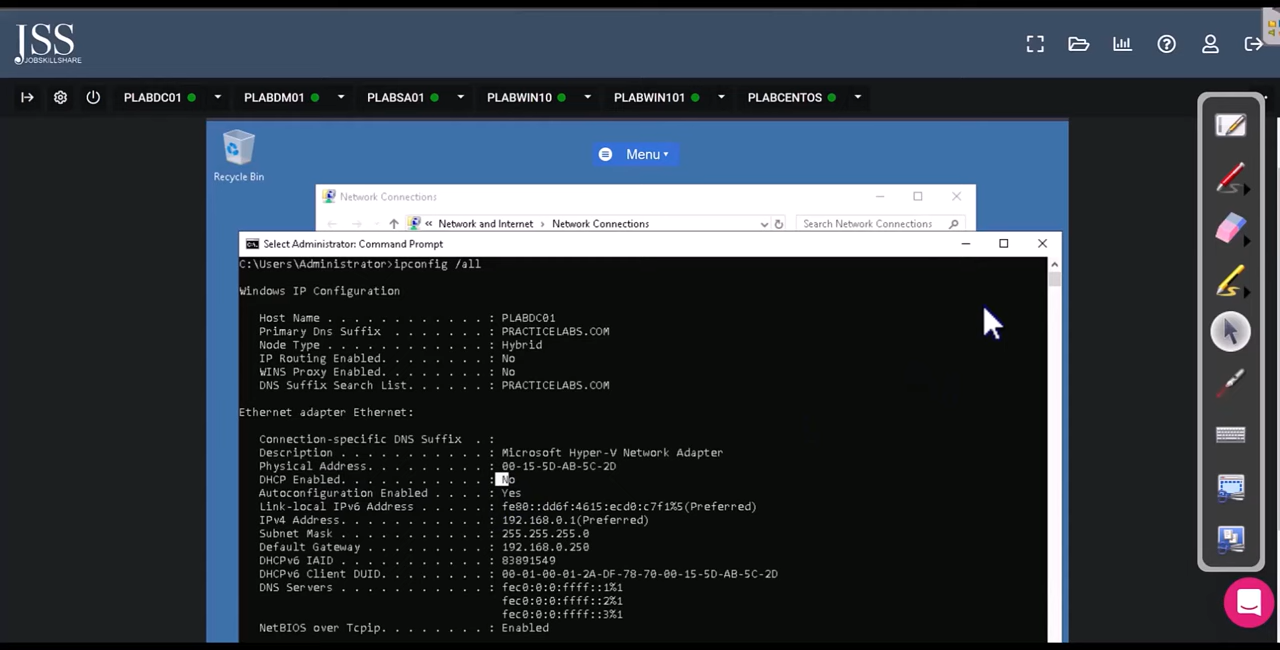 JSS
JOBSKILLSHARE
PLABDC01
PLABDM01
PLABSA01
PLABWIN10
PLABWIN101
PLABCENTOS
Recycle Bin
Menu
Network Connections
« Network and Internet › Network Connections
Search Network Connections
Select Administrator: Command Prompt
C:\Users\Administrator>ipconfig /all
Windows IP Configuration
Host Name . . . . . . . . . . . . : PLABDC01
Primary Dns Suffix . . . . . . . : PRACTICELABS.COM
Node Type . . . . . . . . . . . . : Hybrid
IP Routing Enabled. . . . . . . . : No
WINS Proxy Enabled. . . . . . . . : No
DNS Suffix Search List. . . . . . : PRACTICELABS.COM
Ethernet adapter Ethernet:
Connection-specific DNS Suffix . :
Description . . . . . . . . . . . : Microsoft Hyper-V Network Adapter
Physical Address. . . . . . . . . : 00-15-5D-AB-5C-2D
DHCP Enabled. . . . . . . . . . . : No
Autoconfiguration Enabled . . . . : Yes
Link-local IPv6 Address . . . . . : fe80::dd6f:4615:ecd0:c7f1%5(Preferred)
IPv4 Address. . . . . . . . . . . : 192.168.0.1(Preferred)
Subnet Mask . . . . . . . . . . . : 255.255.255.0
Default Gateway . . . . . . . . . : 192.168.0.250
DHCPv6 IAID . . . . . . . . . . . : 83891549
DHCPv6 Client DUID. . . . . . . . : 00-01-00-01-2A-DF-78-70-00-15-5D-AB-5C-2D
DNS Servers . . . . . . . . . . . : fec0:0:0:ffff::1%1
fec0:0:0:ffff::2%1
fec0:0:0:ffff::3%1
NetBIOS over Tcpip. . . . . . . . : Enabled